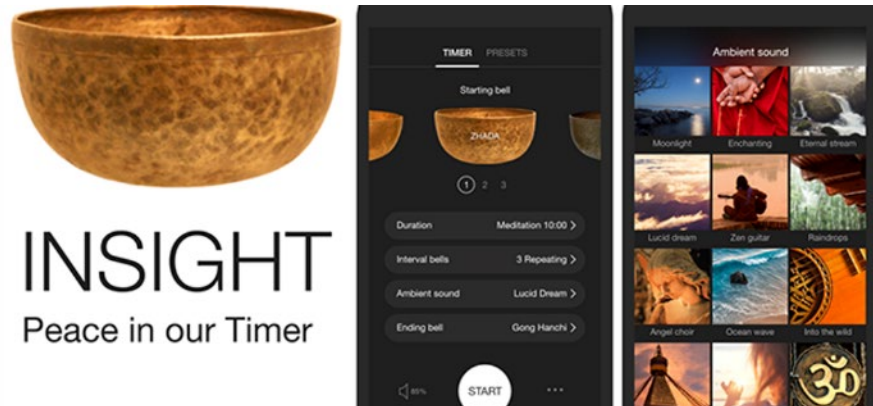 INSIGHT
Peace in our Timer
TIMER PRESETS
Starting bell
ZHADA
1 2 3
Duration Meditation 10:00 >
Interval bells 3 Repeating >
Ambient sound Lucid Dream >
Ending bell Gong Hanchi >
85% START ...
Ambient sound
Moonlight Enchanting Eternal stream
Lucid dream Zen guitar Raindrops
Angel choir Ocean wave Into the wild
ॐ